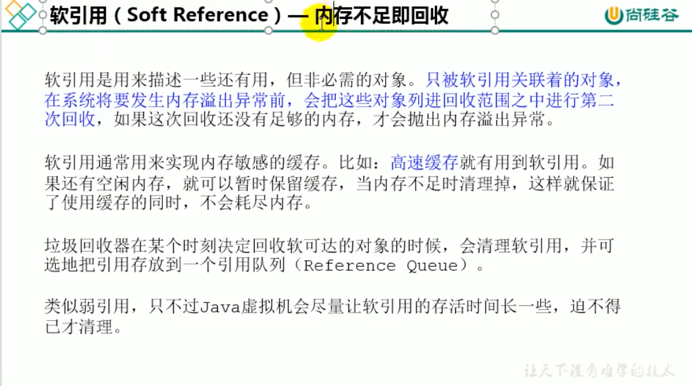 软引用（Soft Reference）— 内存不足即回收
尚硅谷
软引用是用来描述一些还有用，但非必需的对象。只被软引用关联着的对象，
在系统将要发生内存溢出异常前，会把这些对象列进回收范围之中进行第二
次回收，如果这次回收还没有足够的内存，才会抛出内存溢出异常。
软引用通常用来实现内存敏感的缓存。比如：高速缓存就有用到软引用。如
果还有空闲内存，就可以暂时保留缓存，当内存不足时清理掉，这样就保证
了使用缓存的同时，不会耗尽内存。
垃圾回收器在某个时刻决定回收软可达的对象的时候，会清理软引用，并可
选地把引用存放到一个引用队列（Reference Queue）。
类似弱引用，只不过Java虚拟机会尽量让软引用的存活时间长一些，迫不得
已才清理。
让天下没有难学的技术